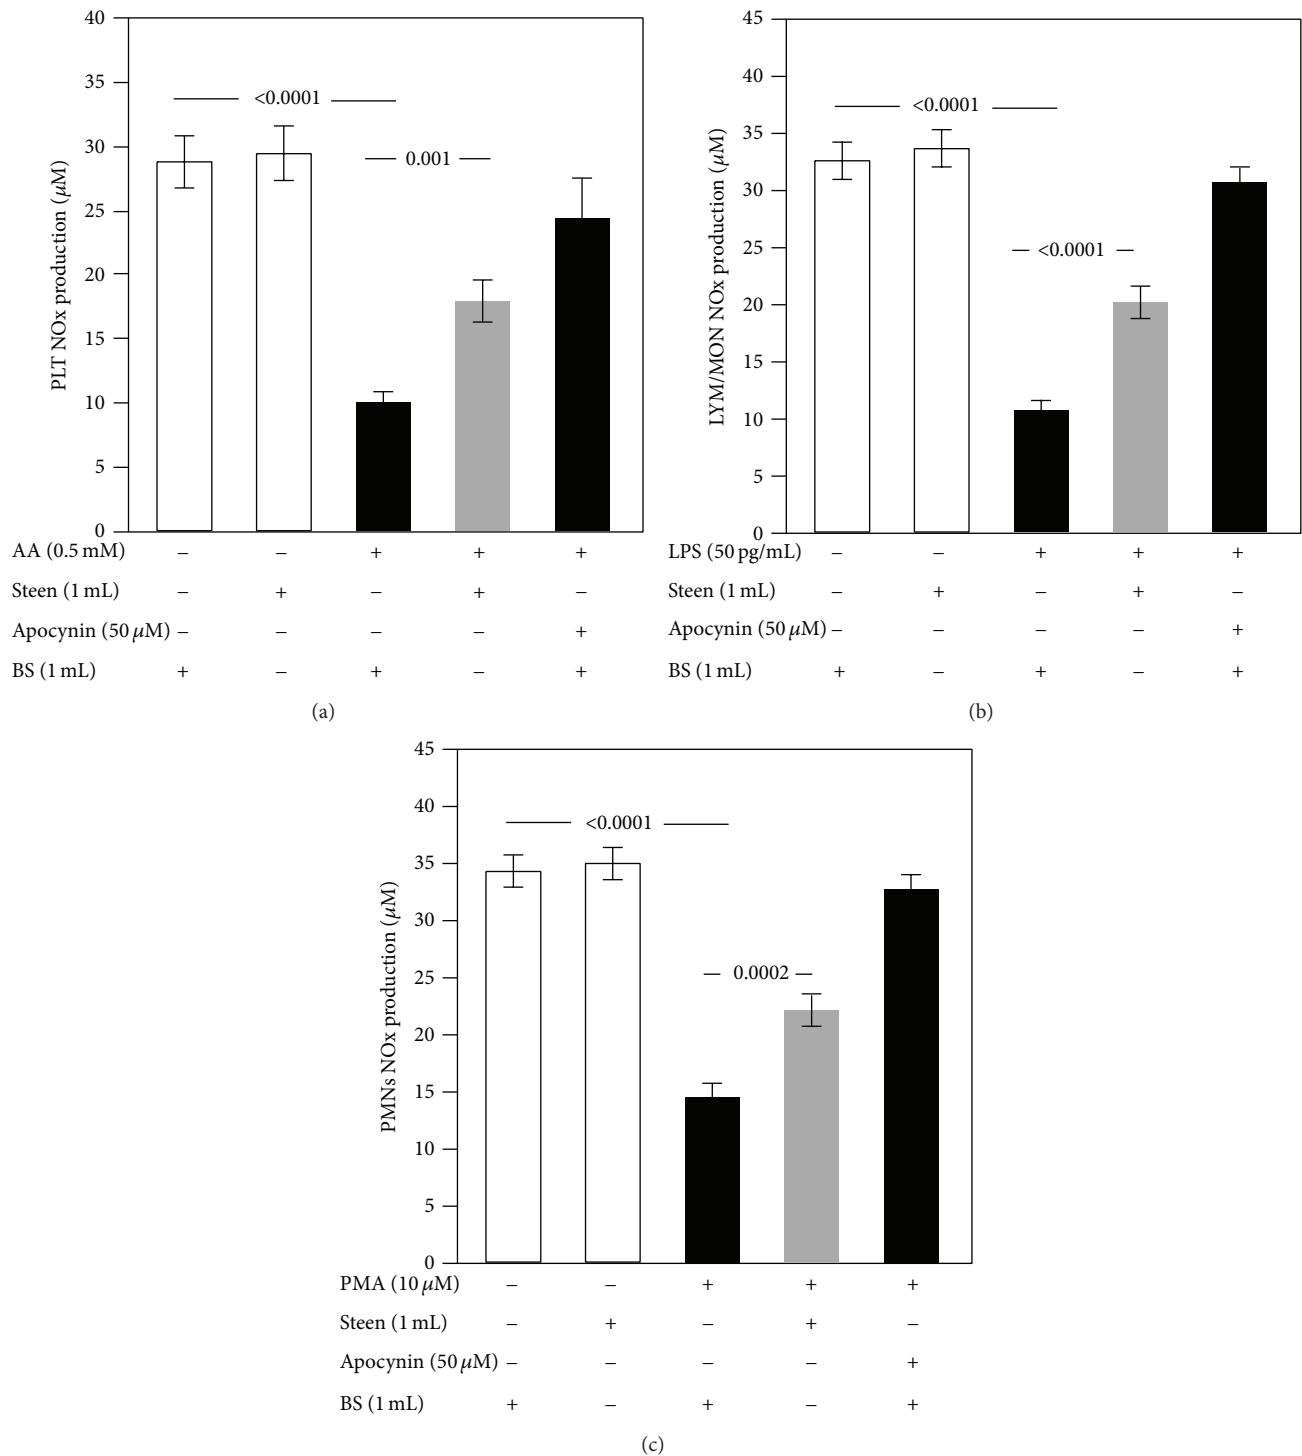 40
35
30
25
20
15
10
5
0
PLT NOx production (μM)
<0.0001
0.001
AA (0.5 mM) – – + + +
Steen (1 mL) – + – + –
Apocynin (50 μM) – – – – +
BS (1 mL) + – + – +
(a)
45
40
35
30
25
20
15
10
5
0
LYM/MON NOx production (μM)
<0.0001
<0.0001
LPS (50 pg/mL) – – + + +
Steen (1 mL) – + – + –
Apocynin (50 μM) – – – – +
BS (1 mL) + – + – +
(b)
45
40
35
30
25
20
15
10
5
0
PMNs NOx production (μM)
<0.0001
0.0002
PMA (10 μM) – – + + +
Steen (1 mL) – + – + –
Apocynin (50 μM) – – – – +
BS (1 mL) + – + – +
(c)